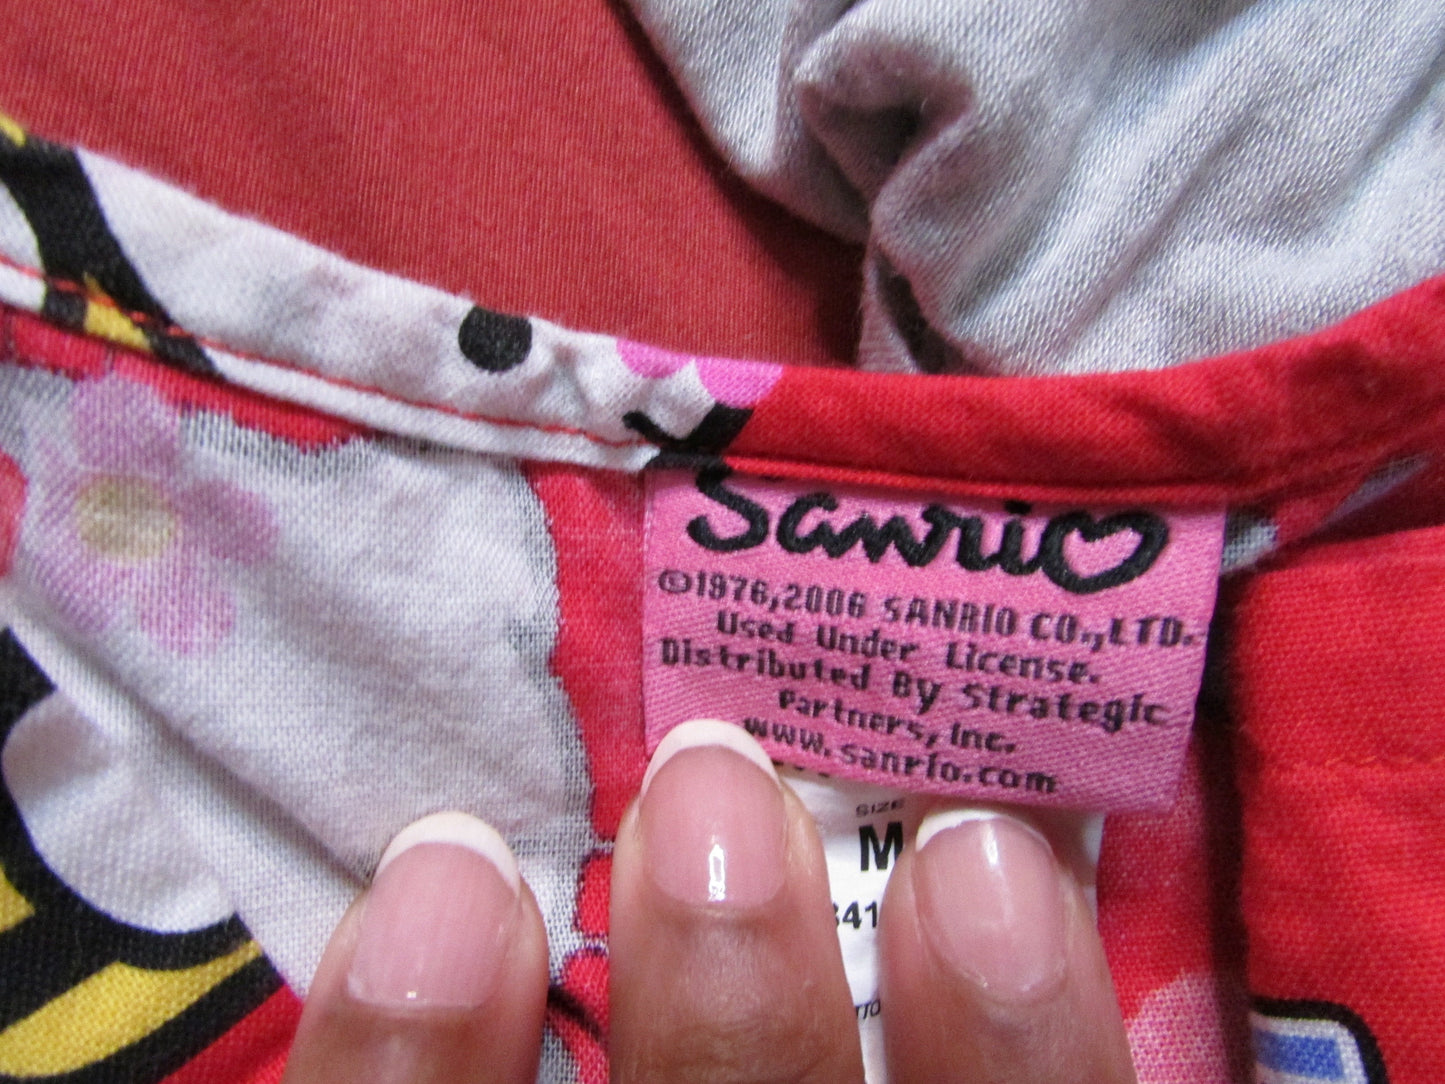 Sanrio
©1976,2006 SANRIO CO.,LTD.
Used Under License.
Distributed By Strategic
Partners, Inc.
www.sanrio.com
SIZE
M